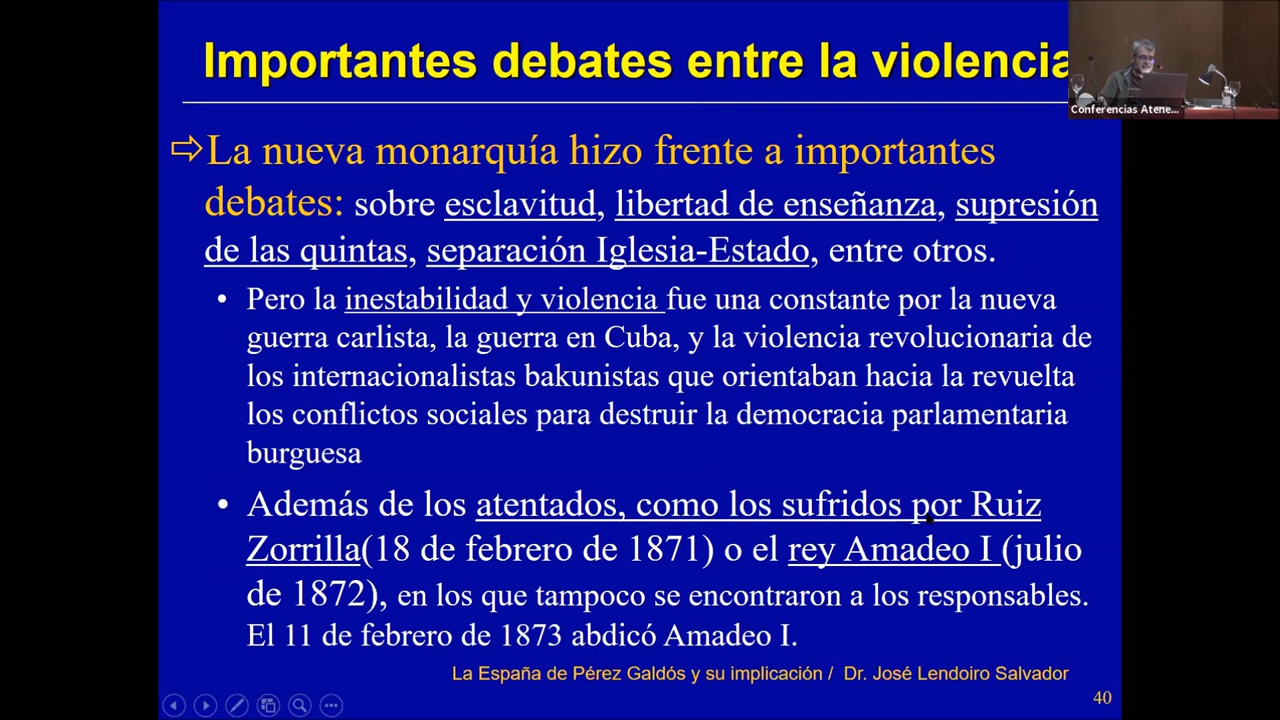 Importantes debates entre la violencia
Conferencias Atene...
⇨La nueva monarquía hizo frente a importantes
debates: sobre esclavitud, libertad de enseñanza, supresión
de las quintas, separación Iglesia-Estado, entre otros.
• Pero la inestabilidad y violencia fue una constante por la nueva
guerra carlista, la guerra en Cuba, y la violencia revolucionaria de
los internacionalistas bakunistas que orientaban hacia la revuelta
los conflictos sociales para destruir la democracia parlamentaria
burguesa
• Además de los atentados, como los sufridos por Ruiz
Zorrilla(18 de febrero de 1871) o el rey Amadeo I (julio
de 1872), en los que tampoco se encontraron a los responsables.
El 11 de febrero de 1873 abdicó Amadeo I.
La España de Pérez Galdós y su implicación / Dr. José Lendoiro Salvador
40